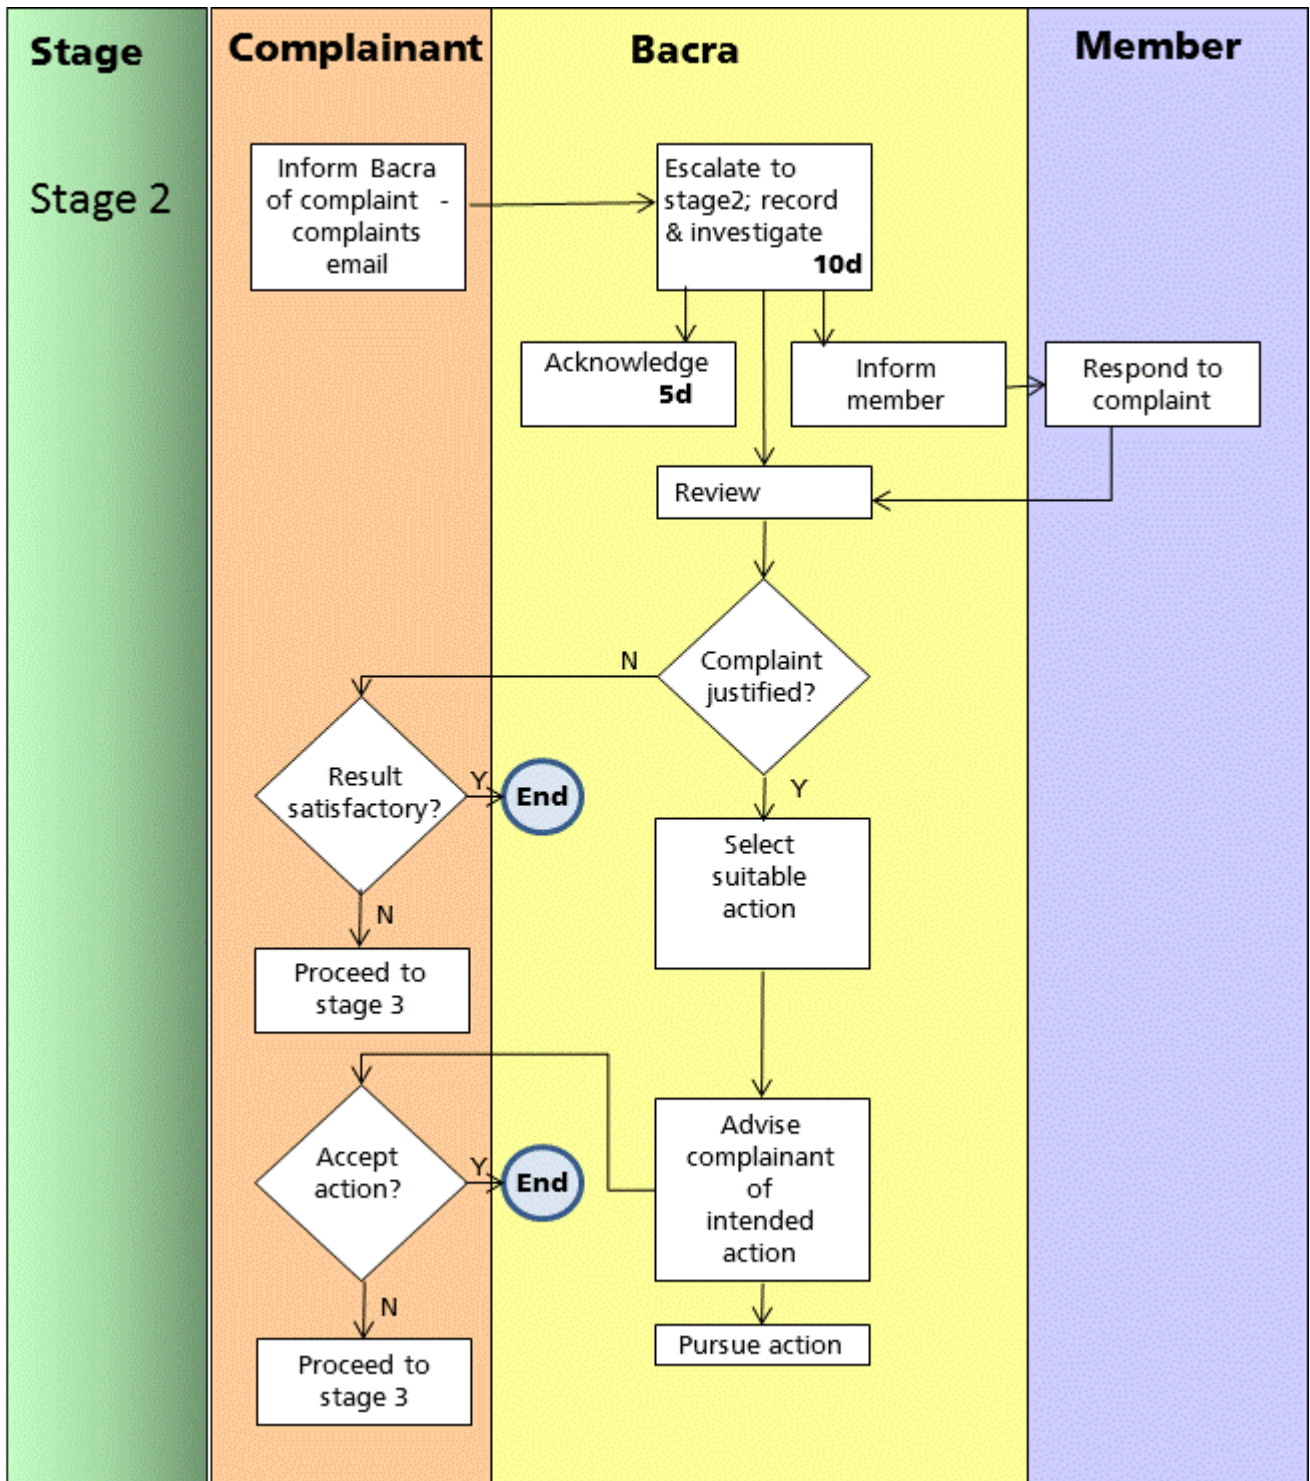 Stage
Complainant
Bacra
Member
Stage 2
Inform Bacra
of complaint -
complaints
email
Escalate to
stage2; record
& investigate
10d
Acknowledge
5d
Inform
member
Respond to
complaint
Review
Complaint
justified?
N
Y
Result
satisfactory?
Y
End
N
Proceed to
stage 3
Select
suitable
action
Advise
complainant
of
intended
action
Accept
action?
Y
End
N
Proceed to
stage 3
Pursue action